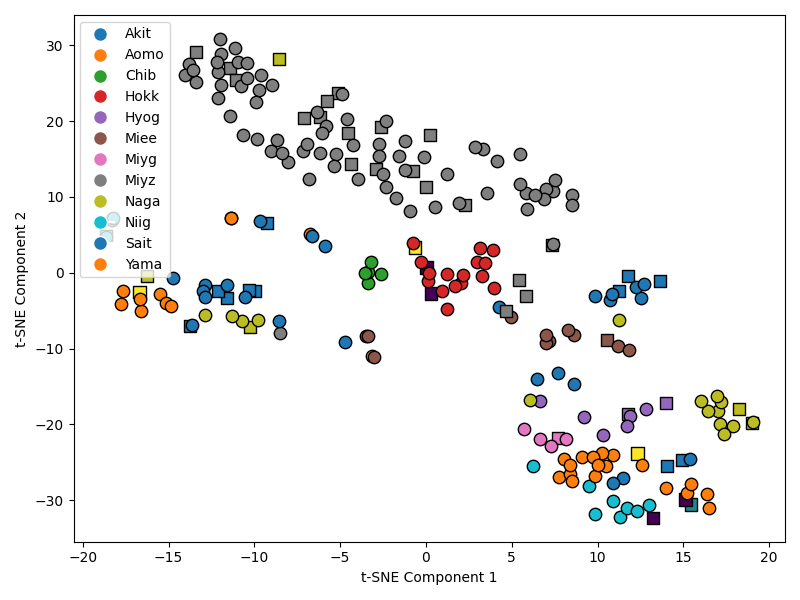 Akit
Aomo
Chib
Hokk
Hyog
Miee
Miyg
Miyz
Naga
Niig
Sait
Yama
30
20
10
0
−10
−20
−30
t-SNE Component 2
−20 −15 −10 −5 0 5 10 15 20
t-SNE Component 1